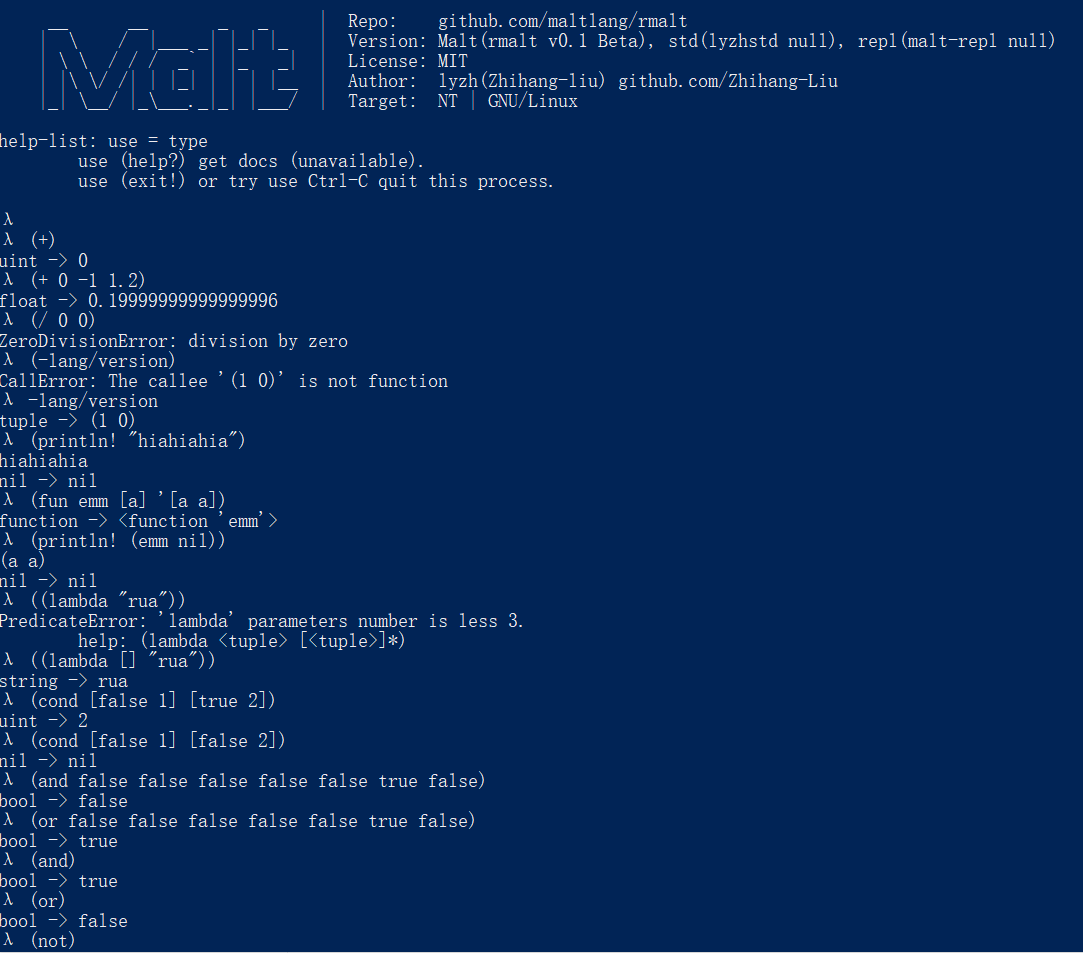 Malt
Repo: github.com/maltlang/rmalt
Version: Malt(rmalt v0.1 Beta), std(lyzhstd null), repl(malt-repl null)
License: MIT
Author: lyzh(Zhihang-liu) github.com/Zhihang-Liu
Target: NT | GNU/Linux
help-list: use = type
use (help?) get docs (unavailable).
use (exit!) or try use Ctrl-C quit this process.
λ
λ (+)
uint -> 0
λ (+ 0 -1 1.2)
float -> 0.19999999999999996
λ (/ 0 0)
ZeroDivisionError: division by zero
λ (-lang/version)
CallError: The callee '(1 0)' is not function
λ -lang/version
tuple -> (1 0)
λ (println! "hiahiahia")
hiahiahia
nil -> nil
λ (fun emm [a] '[a a])
function -> <function 'emm'>
λ (println! (emm nil))
(a a)
nil -> nil
λ ((lambda "rua"))
PredicateError: 'lambda' parameters number is less 3.
help: (lambda <tuple> [<tuple>]*)
λ ((lambda [] "rua"))
string -> rua
λ (cond [false 1] [true 2])
uint -> 2
λ (cond [false 1] [false 2])
nil -> nil
λ (and false false false false false true false)
bool -> false
λ (or false false false false false true false)
bool -> true
λ (and)
bool -> true
λ (or)
bool -> false
λ (not)